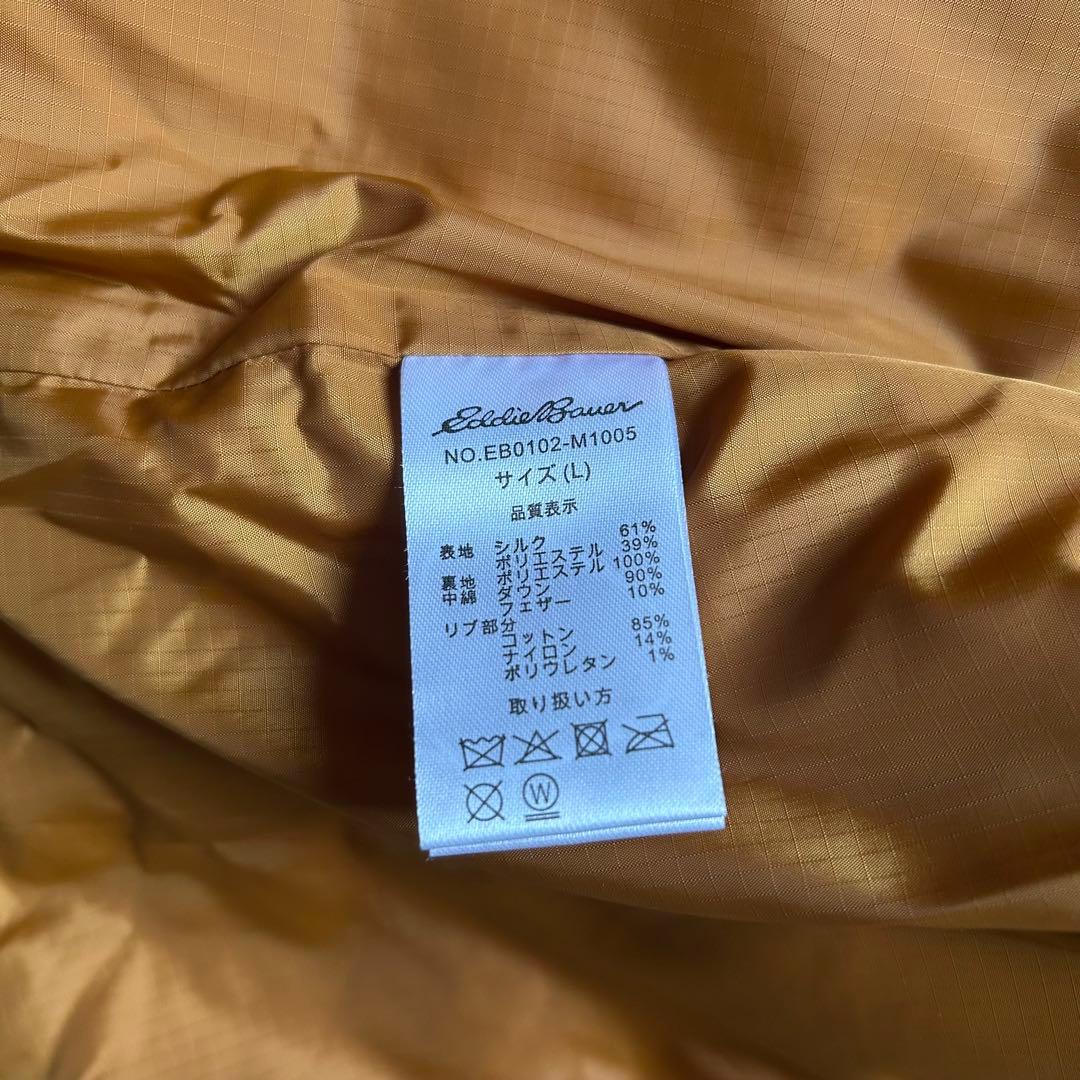 Eddie Bauer
NO.EB0102-M1005
サイズ(L)
品質表示
表地 シルク 61%
ポリエステル 39%
裏地 ポリエステル 100%
中綿 ダウン 90%
フェザー 10%
リブ部分
コットン 85%
ナイロン 14%
ポリウレタン 1%
取り扱い方
W